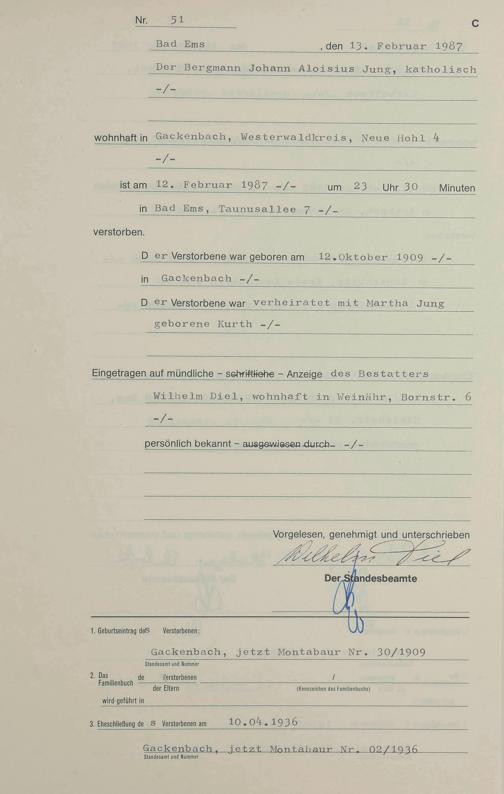 Nr. 51
C
Bad Ems , den 13. Februar 1987
Der Bergmann Johann Aloisius Jung, katholisch
-/-
wohnhaft in Gackenbach, Westerwaldkreis, Neue Hohl 4
-/-
ist am 12. Februar 1987 -/- um 23 Uhr 30 Minuten
in Bad Ems, Taunusallee 7 -/-
verstorben.
D er Verstorbene war geboren am 12.Oktober 1909 -/-
in Gackenbach -/-
D er Verstorbene war verheiratet mit Martha Jung
geborene Kurth -/-
Eingetragen auf mündliche – schriftliche – Anzeige des Bestatters
Wilhelm Diel, wohnhaft in Weinähr, Bornstr. 6
-/-
persönlich bekannt – ausgewiesen durch -/-
Vorgelesen, genehmigt und unterschrieben
Wilhelm Diel
Der Standesbeamte
1. Geburtseintrag des Verstorbenen:
Gackenbach, jetzt Montabaur Nr. 30/1909
Standesamt und Nummer
2. Das Familienbuch de Verstorbenen /
der Eltern (Kennzeichen des Familienbuchs)
wird geführt in
3. Eheschließung de s Verstorbenen am 10.04.1936
Gackenbach, jetzt Montabaur Nr. 02/1936
Standesamt und Nummer